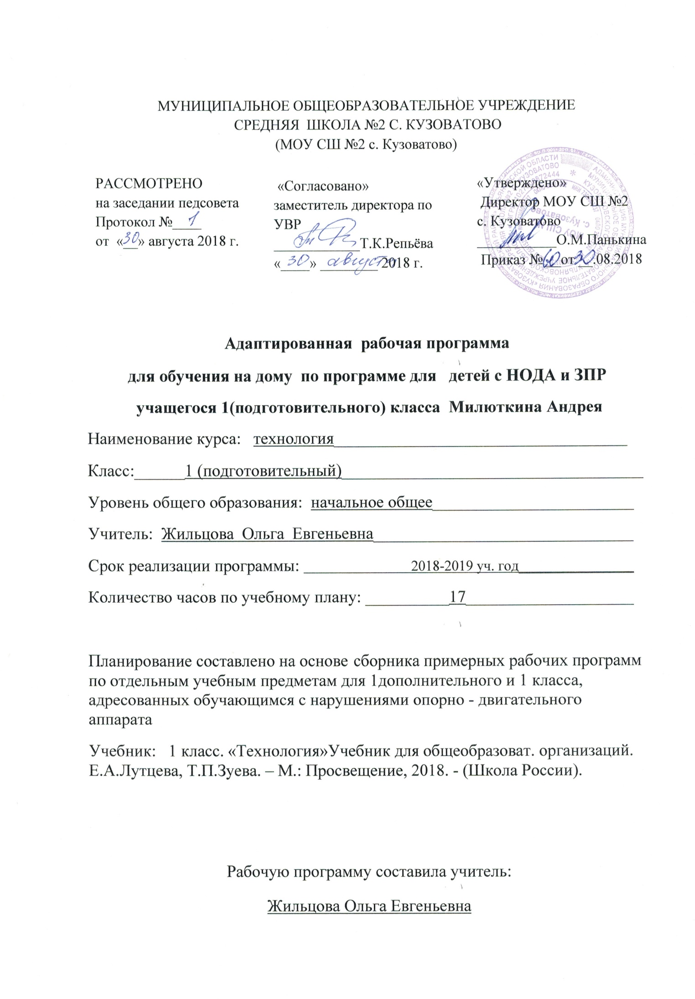 МУНИЦИПАЛЬНОЕ ОБЩЕОБРАЗОВАТЕЛЬНОЕ УЧРЕЖДЕНИЕ
СРЕДНЯЯ ШКОЛА №2 С. КУЗОВАТОВО
(МОУ СШ №2 с. Кузоватово)
РАССМОТРЕНО
на заседании педсовета
Протокол № 1
от «30» августа 2018 г.
«Согласовано»
заместитель директора по
УВР
Т.К.Репьёва
«30» августа 2018 г.
«Утверждено»
Директор МОУ СШ №2
с. Кузоватово
О.М.Панькина
Приказ №60 от 30.08.2018
МОУ СШ
с. Кузоватово
Адаптированная рабочая программа
для обучения на дому по программе для детей с НОДА и ЗПР
учащегося 1(подготовительного) класса Милюткина Андрея
Наименование курса: технология
Класс: 1 (подготовительный)
Уровень общего образования: начальное общее
Учитель: Жильцова Ольга Евгеньевна
Срок реализации программы: 2018-2019 уч. год
Количество часов по учебному плану: 17
Планирование составлено на основе сборника примерных рабочих программ
по отдельным учебным предметам для 1дополнительного и 1 класса,
адресованных обучающимся с нарушениями опорно - двигательного
аппарата
Учебник: 1 класс. «Технология»Учебник для общеобразоват. организаций.
Е.А.Лутцева, Т.П.Зуева. – М.: Просвещение, 2018. - (Школа России).
Рабочую программу составила учитель:
Жильцова Ольга Евгеньевна